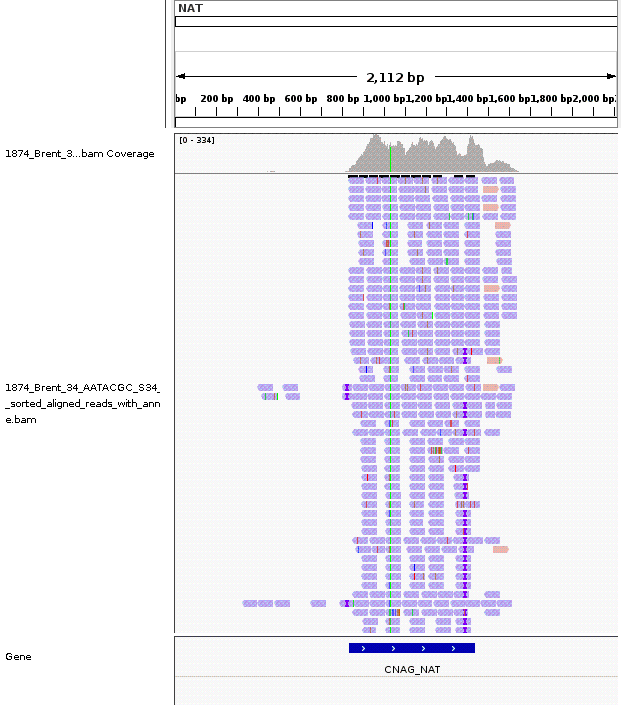 NAT
2,112 bp
bp 200 bp 400 bp 600 bp 800 bp 1,000 bp 1,200 bp 1,400 bp 1,600 bp 1,800 bp 2,000 bp
[0 - 334]
1874_Brent_3...bam Coverage
1874_Brent_34_AATACGC_S34_
_sorted_aligned_reads_with_ann
e.bam
Gene
CNAG_NAT